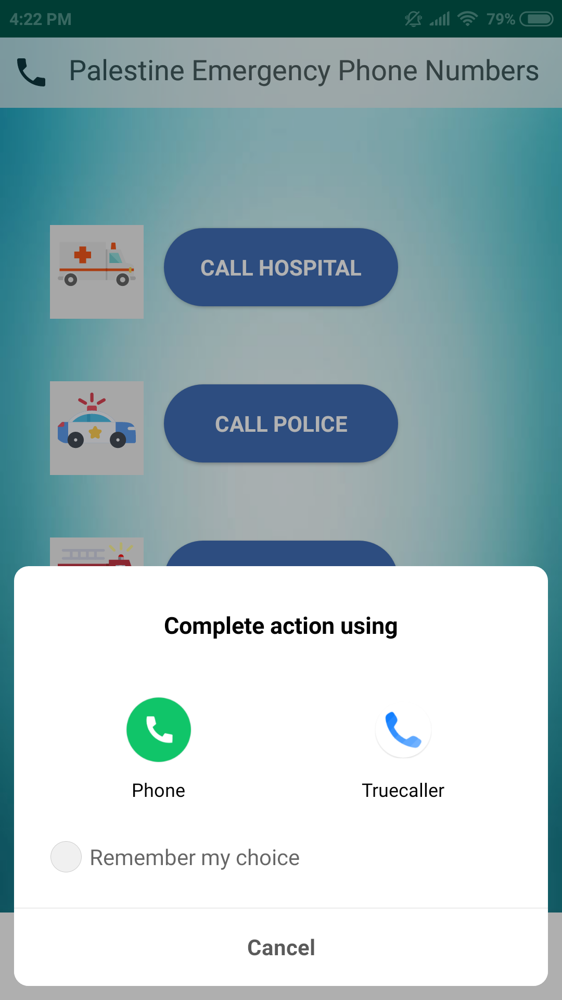 4:22 PM
79%
Palestine Emergency Phone Numbers
CALL HOSPITAL
CALL POLICE
Complete action using
Phone
Truecaller
Remember my choice
Cancel